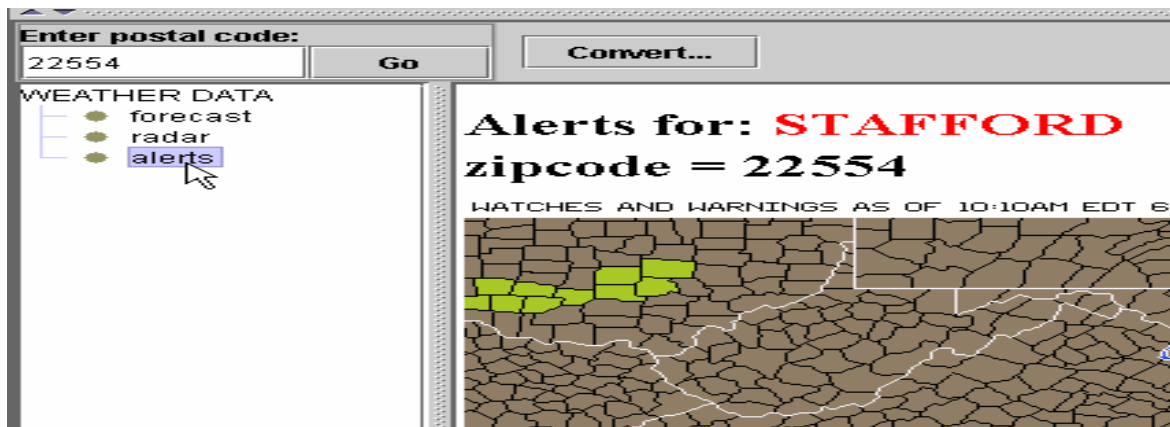 Enter postal code:
22554
Go
Convert...
WEATHER DATA
forecast
radar
alerts
Alerts for: STAFFORD
zipcode = 22554
WATCHES AND WARNINGS AS OF 10:10AM EDT 6